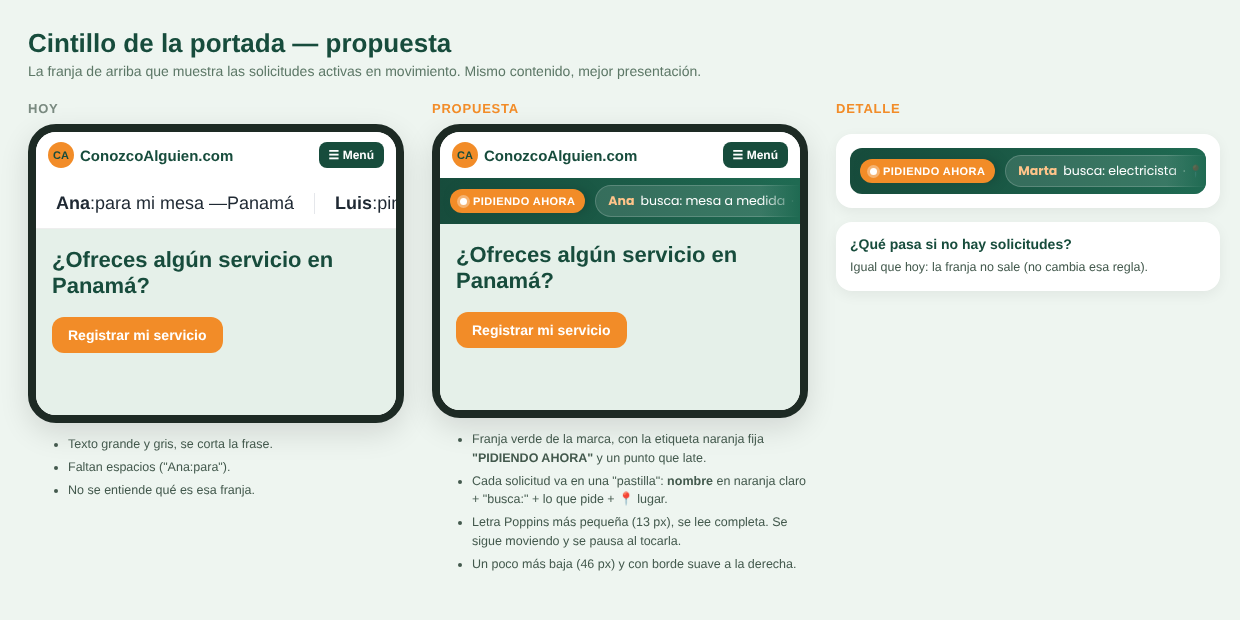 Cintillo de la portada — propuesta
La franja de arriba que muestra las solicitudes activas en movimiento. Mismo contenido, mejor presentación.
HOY
CA ConozcoAlguien.com
☰ Menú
Ana:para mi mesa —Panamá
Luis:pin
¿Ofreces algún servicio en
Panamá?
Registrar mi servicio
• Texto grande y gris, se corta la frase.
• Faltan espacios ("Ana:para").
• No se entiende qué es esa franja.
PROPUESTA
CA ConozcoAlguien.com
☰ Menú
PIDIENDO AHORA
Ana busca: mesa a medida ·
¿Ofreces algún servicio en
Panamá?
Registrar mi servicio
• Franja verde de la marca, con la etiqueta naranja fija
"PIDIENDO AHORA" y un punto que late.
• Cada solicitud va en una "pastilla": nombre en naranja claro
+ "busca:" + lo que pide + 📍 lugar.
• Letra Poppins más pequeña (13 px), se lee completa. Se
sigue moviendo y se pausa al tocarla.
• Un poco más baja (46 px) y con borde suave a la derecha.
DETALLE
PIDIENDO AHORA
Marta busca: electricista · 📍
¿Qué pasa si no hay solicitudes?
Igual que hoy: la franja no sale (no cambia esa regla).